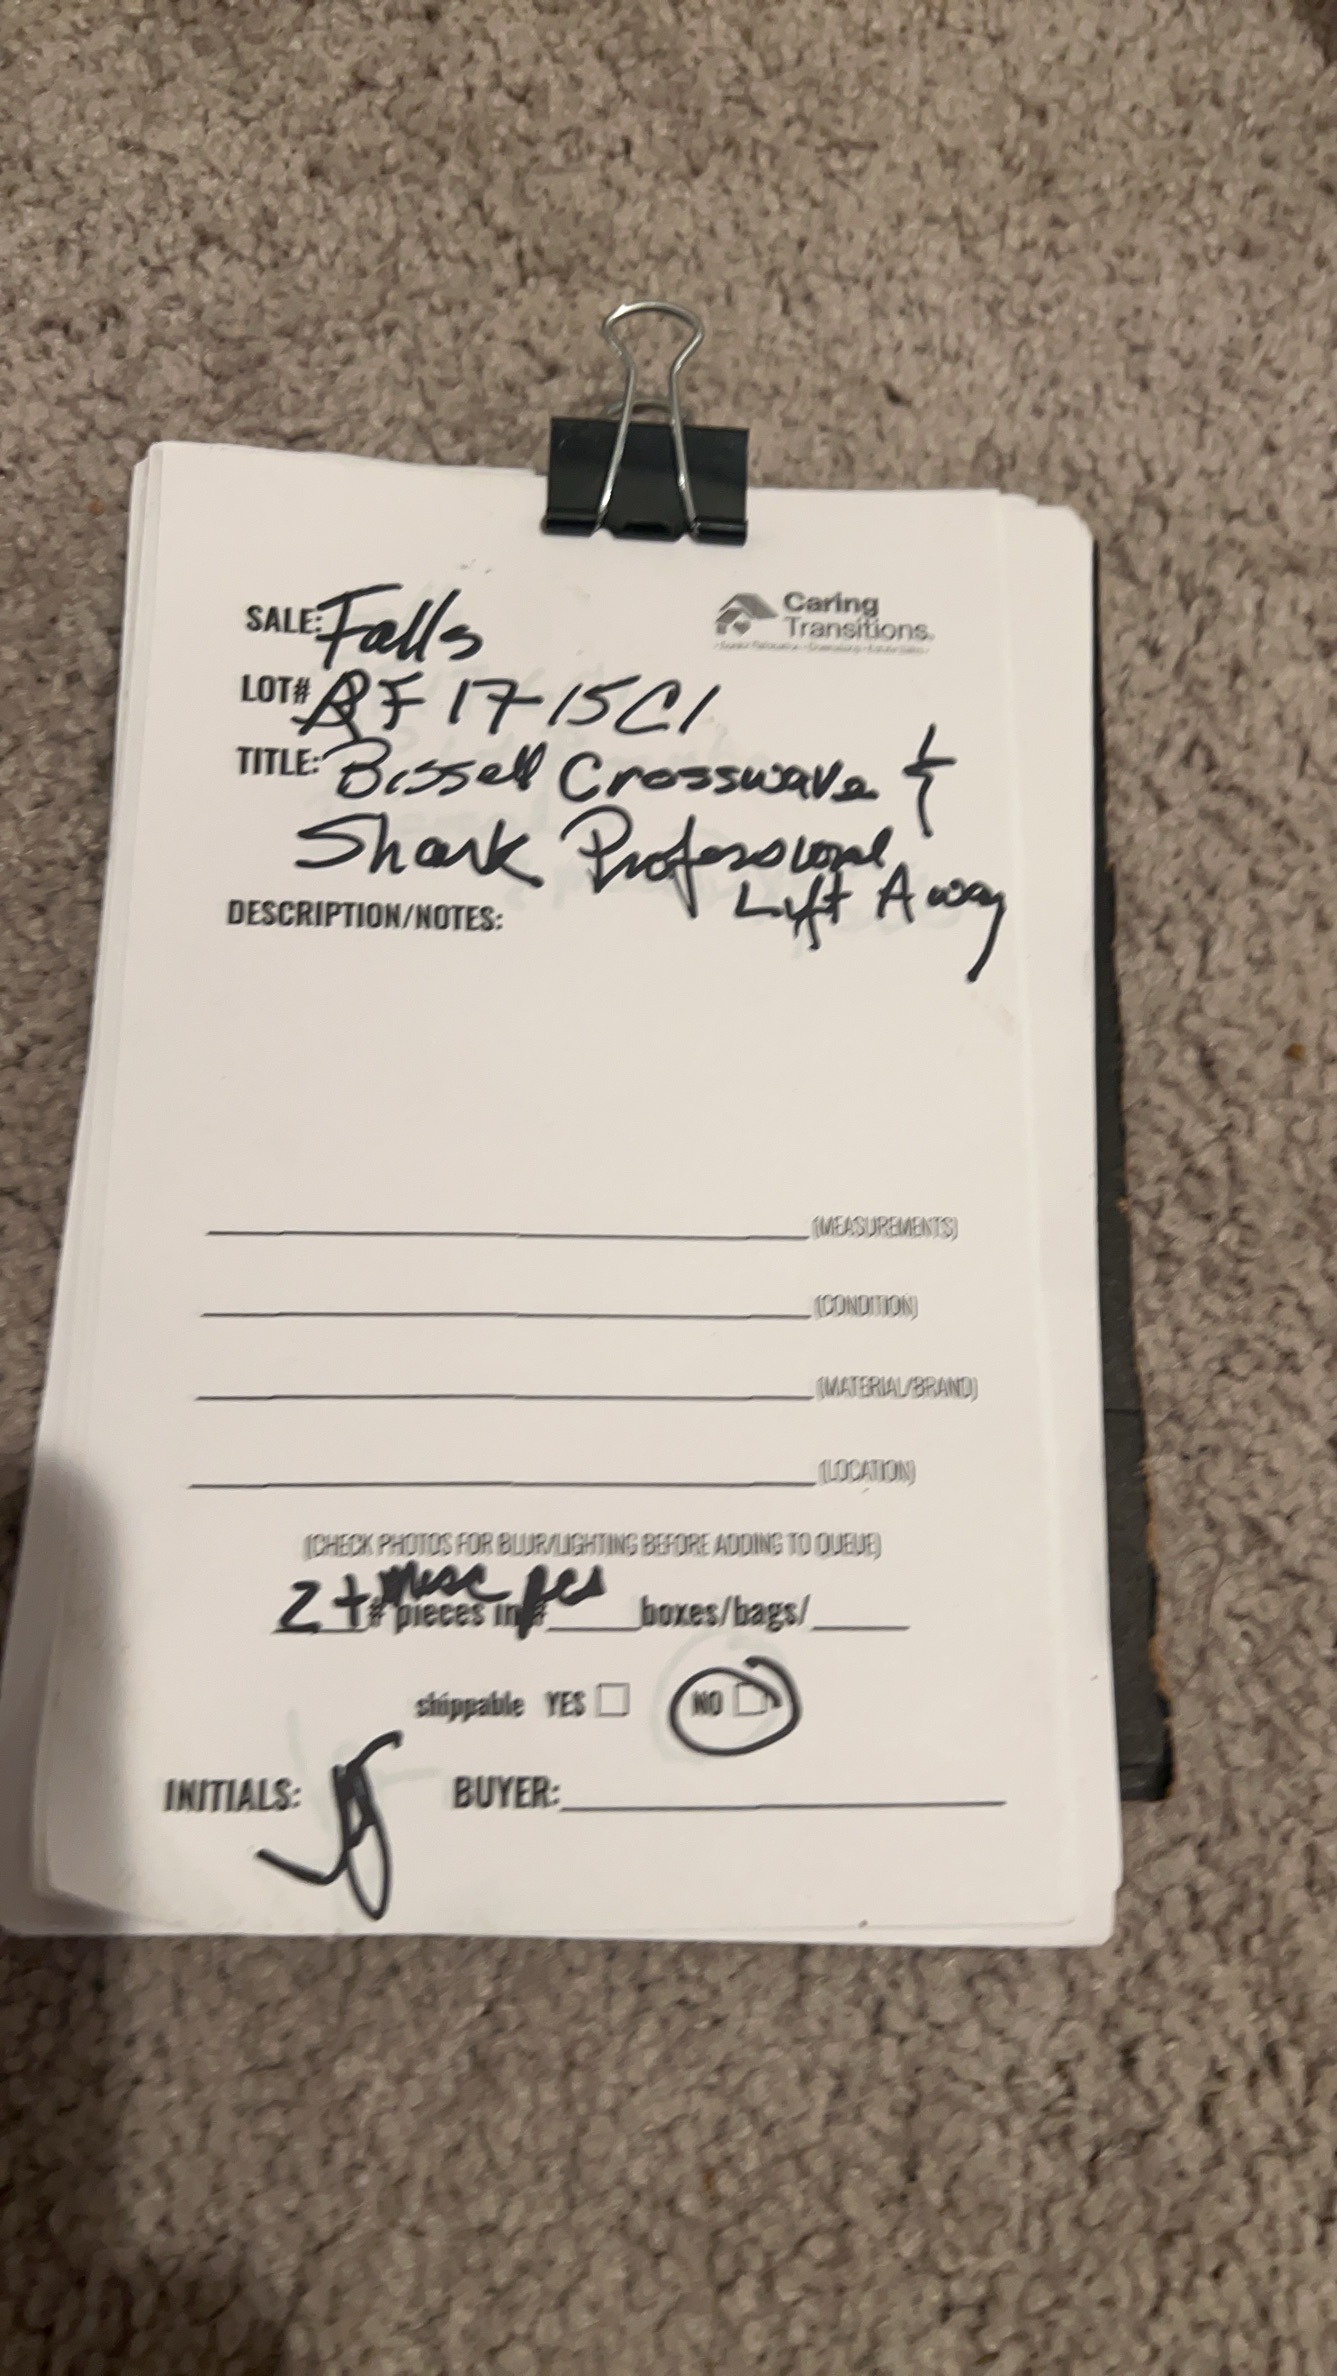 SALE: Falls
Caring
Transitions
LOT# F 17-15C1
TITLE: Bissell Crosswave &
Shark Professional
Lift Away
DESCRIPTION/NOTES:
(MEASUREMENTS)
(CONDITION)
(MATERIAL/BRAND)
(LOCATION)
(CHECK PHOTOS FOR BLUR/LIGHTING BEFORE ADDING TO QUEUE)
2 + misc pcs
# pieces in # boxes/bags/
shippable YES NO
INITIALS: BUYER: